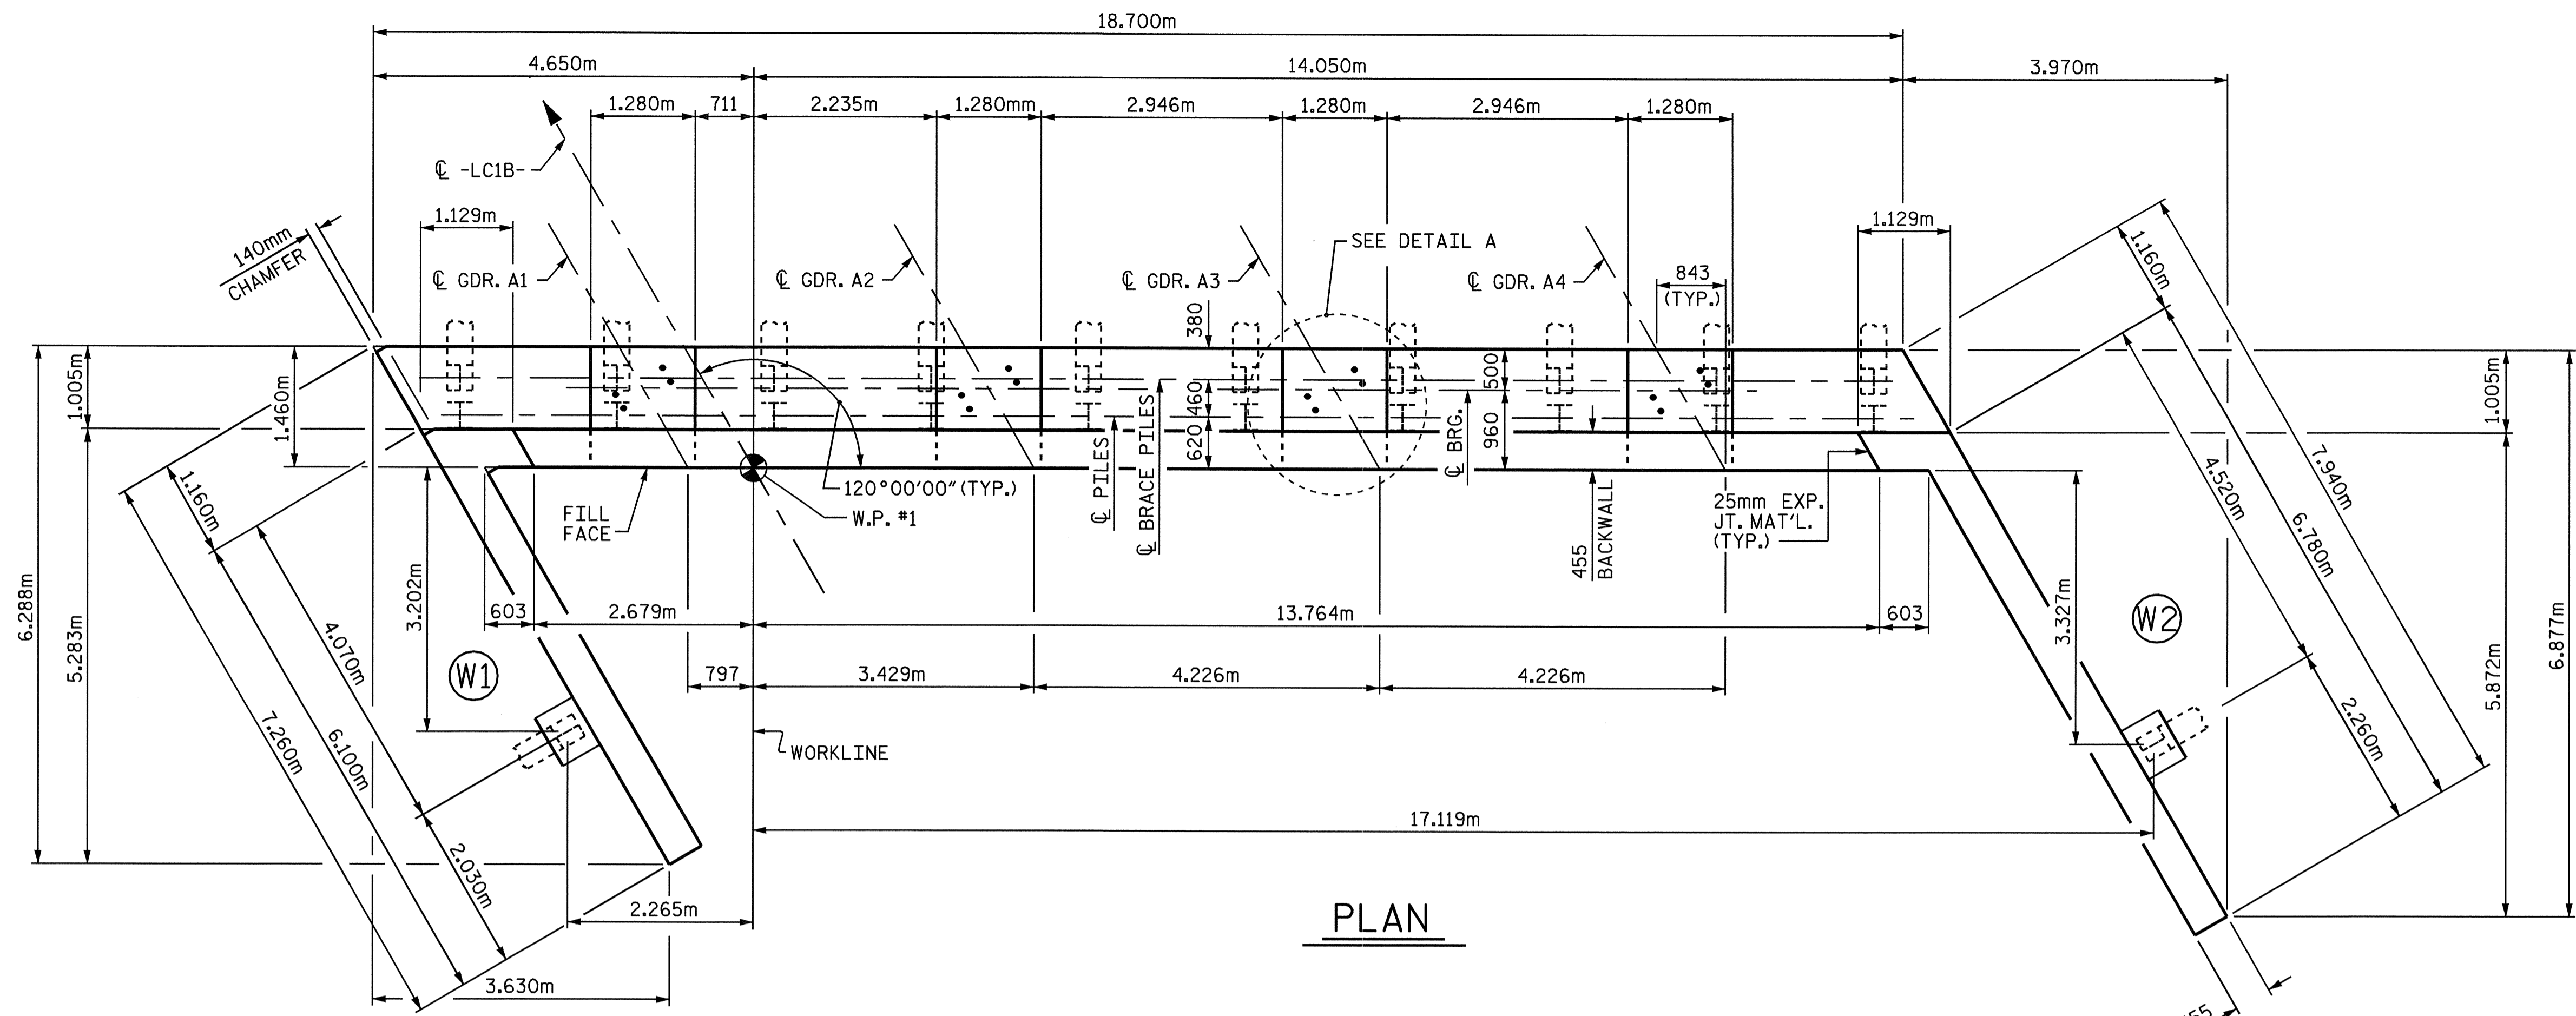 18.700m
4.650m
14.050m
3.970m
1.280m
711
2.235m
1.280mm
2.946m
1.280m
2.946m
1.280m
℄ -LC1B-
1.129m
140mm
CHAMFER
℄ GDR. A1
℄ GDR. A2
℄ GDR. A3
℄ GDR. A4
SEE DETAIL A
843
(TYP.)
1.129m
1.160m
380
500
460
620
960
1.005m
1.460m
1.005m
6.288m
5.283m
1.160m
3.202m
FILL
FACE
120°00'00" (TYP.)
W.P. #1
℄ PILES
℄ BRACE PILES
℄ BRG.
455
BACKWALL
25mm EXP.
JT. MAT'L.
(TYP.)
4.520m
7.940m
6.780m
603
2.679m
13.764m
603
3.327m
W2
W1
4.070m
797
3.429m
4.226m
4.226m
5.872m
6.877m
7.260m
6.100m
WORKLINE
2.260m
17.119m
2.030m
2.265m
PLAN
3.630m